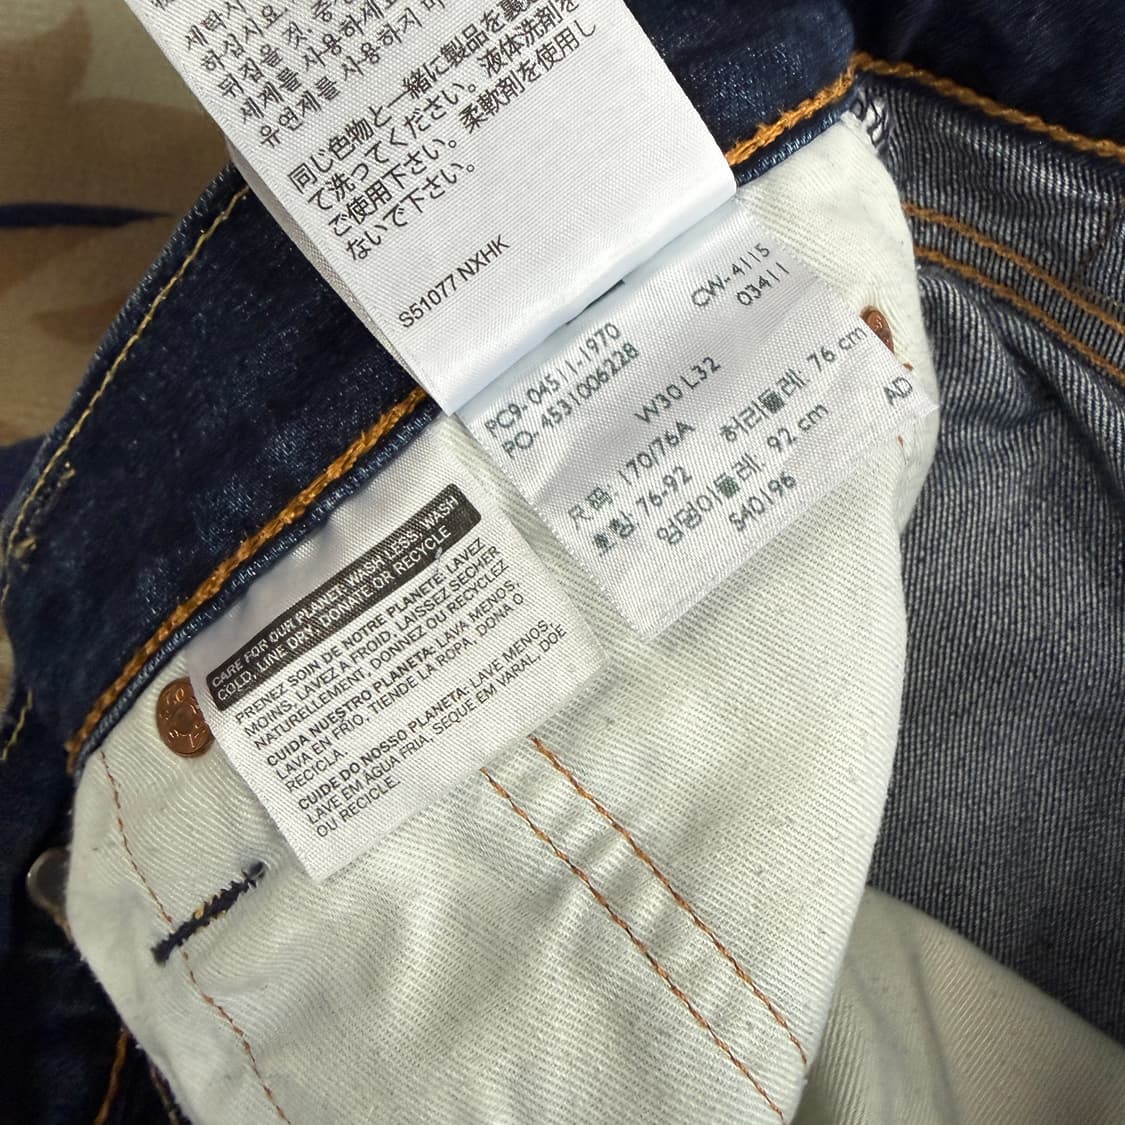 하십시오.
뒤집을 것.
세제를 사용하세요
유연제를 사용하지
同じ色物と一緒に製品を裏
て洗ってください。液体洗剤を
ご使用下さい。柔軟剤を使用し
ないで下さい。
S51077 NXHK
CW-4115
03411
PC9-04511-1970
PO-4531006228
W30 L32
尺码: 170/76A 허리둘레: 76 cm
호칭: 76-92 엉덩이둘레: 92 cm
S40196
AD
CARE FOR OUR PLANET: WASH LESS, WASH
COLD, LINE DRY, DONATE OR RECYCLE
PRENEZ SOIN DE NOTRE PLANÈTE: LAVEZ
MOINS, LAVEZ À FROID, LAISSEZ SÉCHER
NATURELLEMENT, DONNEZ OU RECYCLEZ
CUIDA NUESTRO PLANETA: LAVA MENOS,
LAVA EN FRIO, TIENDE LA ROPA, DONA O
RECICLA
CUIDE DO NOSSO PLANETA: LAVE MENOS,
LAVE EM ÁGUA FRIA, SEQUE EM VARAL, DOE
OU RECICLE.